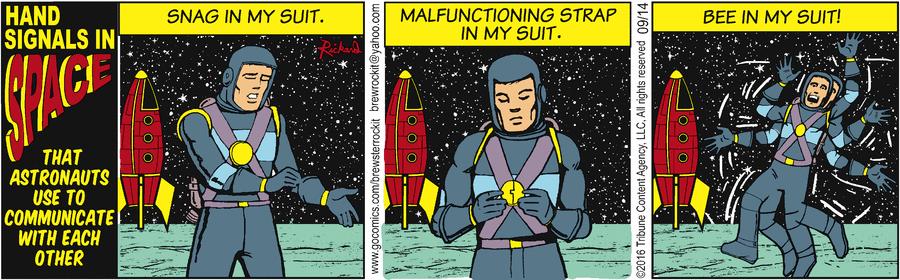 HAND
SIGNALS IN
SPACE
THAT
ASTRONAUTS
USE TO
COMMUNICATE
WITH EACH
OTHER
SNAG IN MY SUIT.
Richard
www.gocomics.com/brewsterrockit brewrockit@yahoo.com
MALFUNCTIONING STRAP
IN MY SUIT.
©2016 Tribune Content Agency, LLC. All rights reserved 09/14
BEE IN MY SUIT!